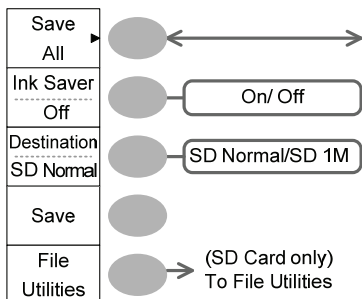 Save
All
Ink Saver
Off
On/ Off
Destination
SD Normal
SD Normal/SD 1M
Save
File
Utilities
(SD Card only)
To File Utilities